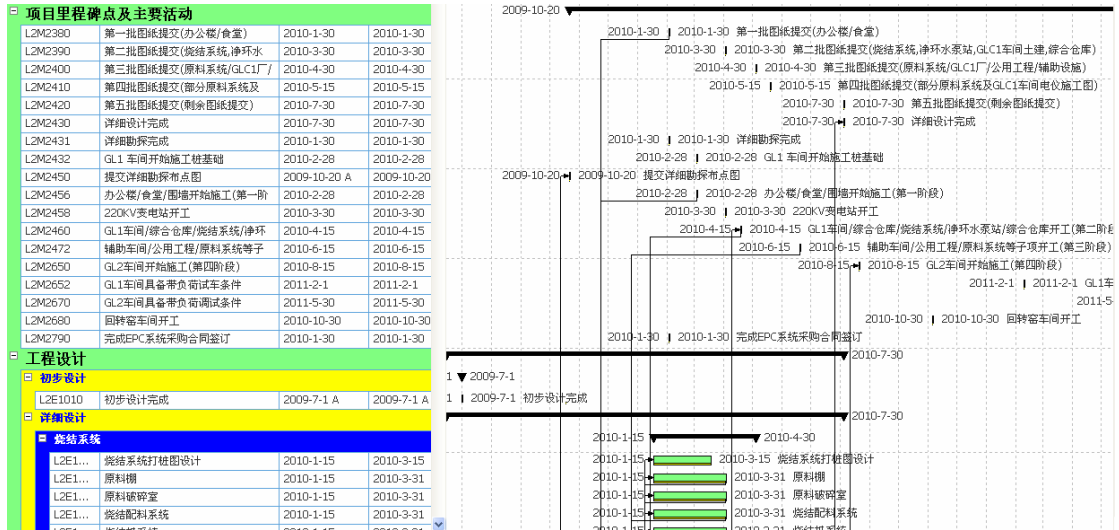 项目里程碑点及主要活动
2009-10-20
L2M2380 第一批图纸提交(办公楼/食堂) 2010-1-30 2010-1-30 2010-1-30 2010-1-30 第一批图纸提交(办公楼/食堂)
L2M2390 第二批图纸提交(烧结系统,净环水 2010-3-30 2010-3-30 2010-3-30 2010-3-30 第二批图纸提交(烧结系统,净环水泵站,GLC1车间土建,综合仓库)
L2M2400 第三批图纸提交(原料系统/GLC1厂/ 2010-4-30 2010-4-30 2010-4-30 2010-4-30 第三批图纸提交(原料系统/GLC1厂/公用工程/辅助设施)
L2M2410 第四批图纸提交(部分原料系统及 2010-5-15 2010-5-15 2010-5-15 2010-5-15 第四批图纸提交(部分原料系统及GLC1车间电仪施工图)
L2M2420 第五批图纸提交(剩余图纸提交) 2010-7-30 2010-7-30 2010-7-30 2010-7-30 第五批图纸提交(剩余图纸提交)
L2M2430 详细设计完成 2010-7-30 2010-7-30 2010-7-30 2010-7-30 详细设计完成
L2M2431 详细勘探完成 2010-1-30 2010-1-30 2010-1-30 2010-1-30 详细勘探完成
L2M2432 GL1 车间开始施工桩基础 2010-2-28 2010-2-28 2010-2-28 2010-2-28 GL1 车间开始施工桩基础
L2M2450 提交详细勘探布点图 2009-10-20 A 2009-10-20 2009-10-20 2009-10-20 提交详细勘探布点图
L2M2456 办公楼/食堂/围墙开始施工(第一阶 2010-2-28 2010-2-28 2010-2-28 2010-2-28 办公楼/食堂/围墙开始施工(第一阶段)
L2M2458 220KV变电站开工 2010-3-30 2010-3-30 2010-3-30 2010-3-30 220KV变电站开工
L2M2460 GL1车间/综合仓库/烧结系统/净环 2010-4-15 2010-4-15 2010-4-15 2010-4-15 GL1车间/综合仓库/烧结系统/净环水泵站/综合仓库开工(第二阶段
L2M2472 辅助车间/公用工程/原料系统等子 2010-6-15 2010-6-15 2010-6-15 2010-6-15 辅助车间/公用工程/原料系统等子项开工(第三阶段)
L2M2650 GL2车间开始施工(第四阶段) 2010-8-15 2010-8-15 2010-8-15 2010-8-15 GL2车间开始施工(第四阶段)
L2M2652 GL1车间具备带负荷试车条件 2011-2-1 2011-2-1 2011-2-1 2011-2-1 GL1车
L2M2670 GL2车间具备带负荷调试条件 2011-5-30 2011-5-30 2011-5-
L2M2680 回转窑车间开工 2010-10-30 2010-10-30 2010-10-30 2010-10-30 回转窑车间开工
L2M2790 完成EPC系统采购合同签订 2010-1-30 2010-1-30 2010-1-30 2010-1-30 完成EPC系统采购合同签订
工程设计 2010-7-30
初步设计 1 2009-7-1
L2E1010 初步设计完成 2009-7-1 A 2009-7-1 A 1 2009-7-1 初步设计完成
详细设计 2010-7-30
烧结系统 2010-1-15 2010-4-30
L2E1... 烧结系统打桩图设计 2010-1-15 2010-3-15 2010-1-15 2010-3-15 烧结系统打桩图设计
L2E1... 原料棚 2010-1-15 2010-3-31 2010-1-15 2010-3-31 原料棚
L2E1... 原料破碎室 2010-1-15 2010-3-31 2010-1-15 2010-3-31 原料破碎室
L2E1... 烧结配料系统 2010-1-15 2010-3-31 2010-1-15 2010-3-31 烧结配料系统